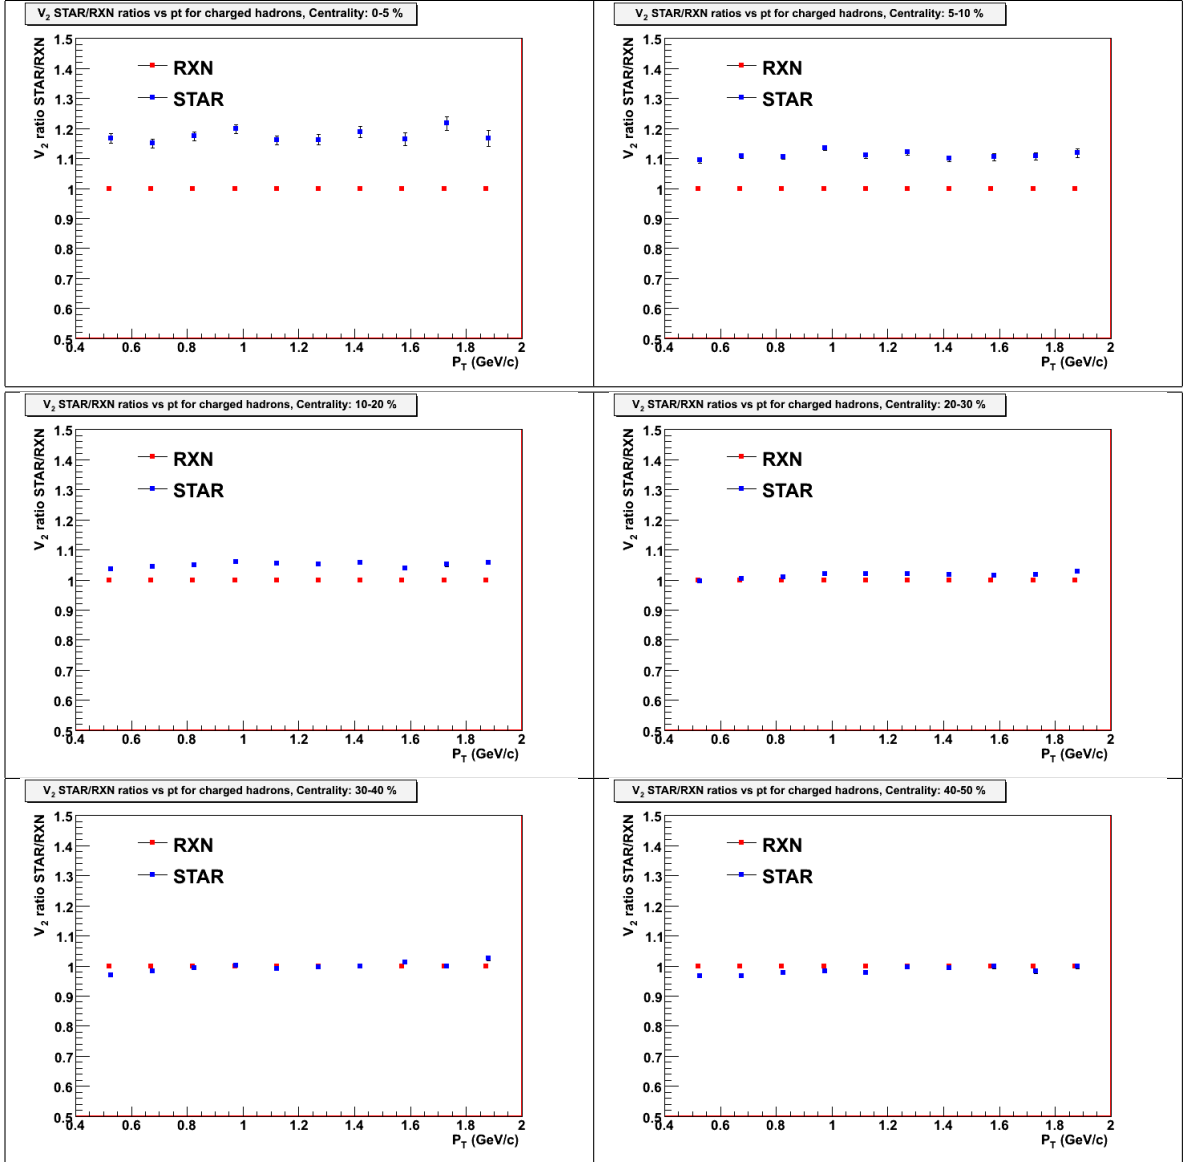 V2 STAR/RXN ratios vs pt for charged hadrons, Centrality: 0-5 %
V2 ratio STAR/RXN
1.5
1.4
1.3
1.2
1.1
1
0.9
0.8
0.7
0.6
0.5
RXN
STAR
0.4 0.6 0.8 1 1.2 1.4 1.6 1.8 2
PT (GeV/c)
V2 STAR/RXN ratios vs pt for charged hadrons, Centrality: 5-10 %
V2 ratio STAR/RXN
1.5
1.4
1.3
1.2
1.1
1
0.9
0.8
0.7
0.6
0.5
RXN
STAR
0.4 0.6 0.8 1 1.2 1.4 1.6 1.8 2
PT (GeV/c)
V2 STAR/RXN ratios vs pt for charged hadrons, Centrality: 10-20 %
V2 ratio STAR/RXN
1.5
1.4
1.3
1.2
1.1
1
0.9
0.8
0.7
0.6
0.5
RXN
STAR
0.4 0.6 0.8 1 1.2 1.4 1.6 1.8 2
PT (GeV/c)
V2 STAR/RXN ratios vs pt for charged hadrons, Centrality: 20-30 %
V2 ratio STAR/RXN
1.5
1.4
1.3
1.2
1.1
1
0.9
0.8
0.7
0.6
0.5
RXN
STAR
0.4 0.6 0.8 1 1.2 1.4 1.6 1.8 2
PT (GeV/c)
V2 STAR/RXN ratios vs pt for charged hadrons, Centrality: 30-40 %
V2 ratio STAR/RXN
1.5
1.4
1.3
1.2
1.1
1
0.9
0.8
0.7
0.6
0.5
RXN
STAR
0.4 0.6 0.8 1 1.2 1.4 1.6 1.8 2
PT (GeV/c)
V2 STAR/RXN ratios vs pt for charged hadrons, Centrality: 40-50 %
V2 ratio STAR/RXN
1.5
1.4
1.3
1.2
1.1
1
0.9
0.8
0.7
0.6
0.5
RXN
STAR
0.4 0.6 0.8 1 1.2 1.4 1.6 1.8 2
PT (GeV/c)